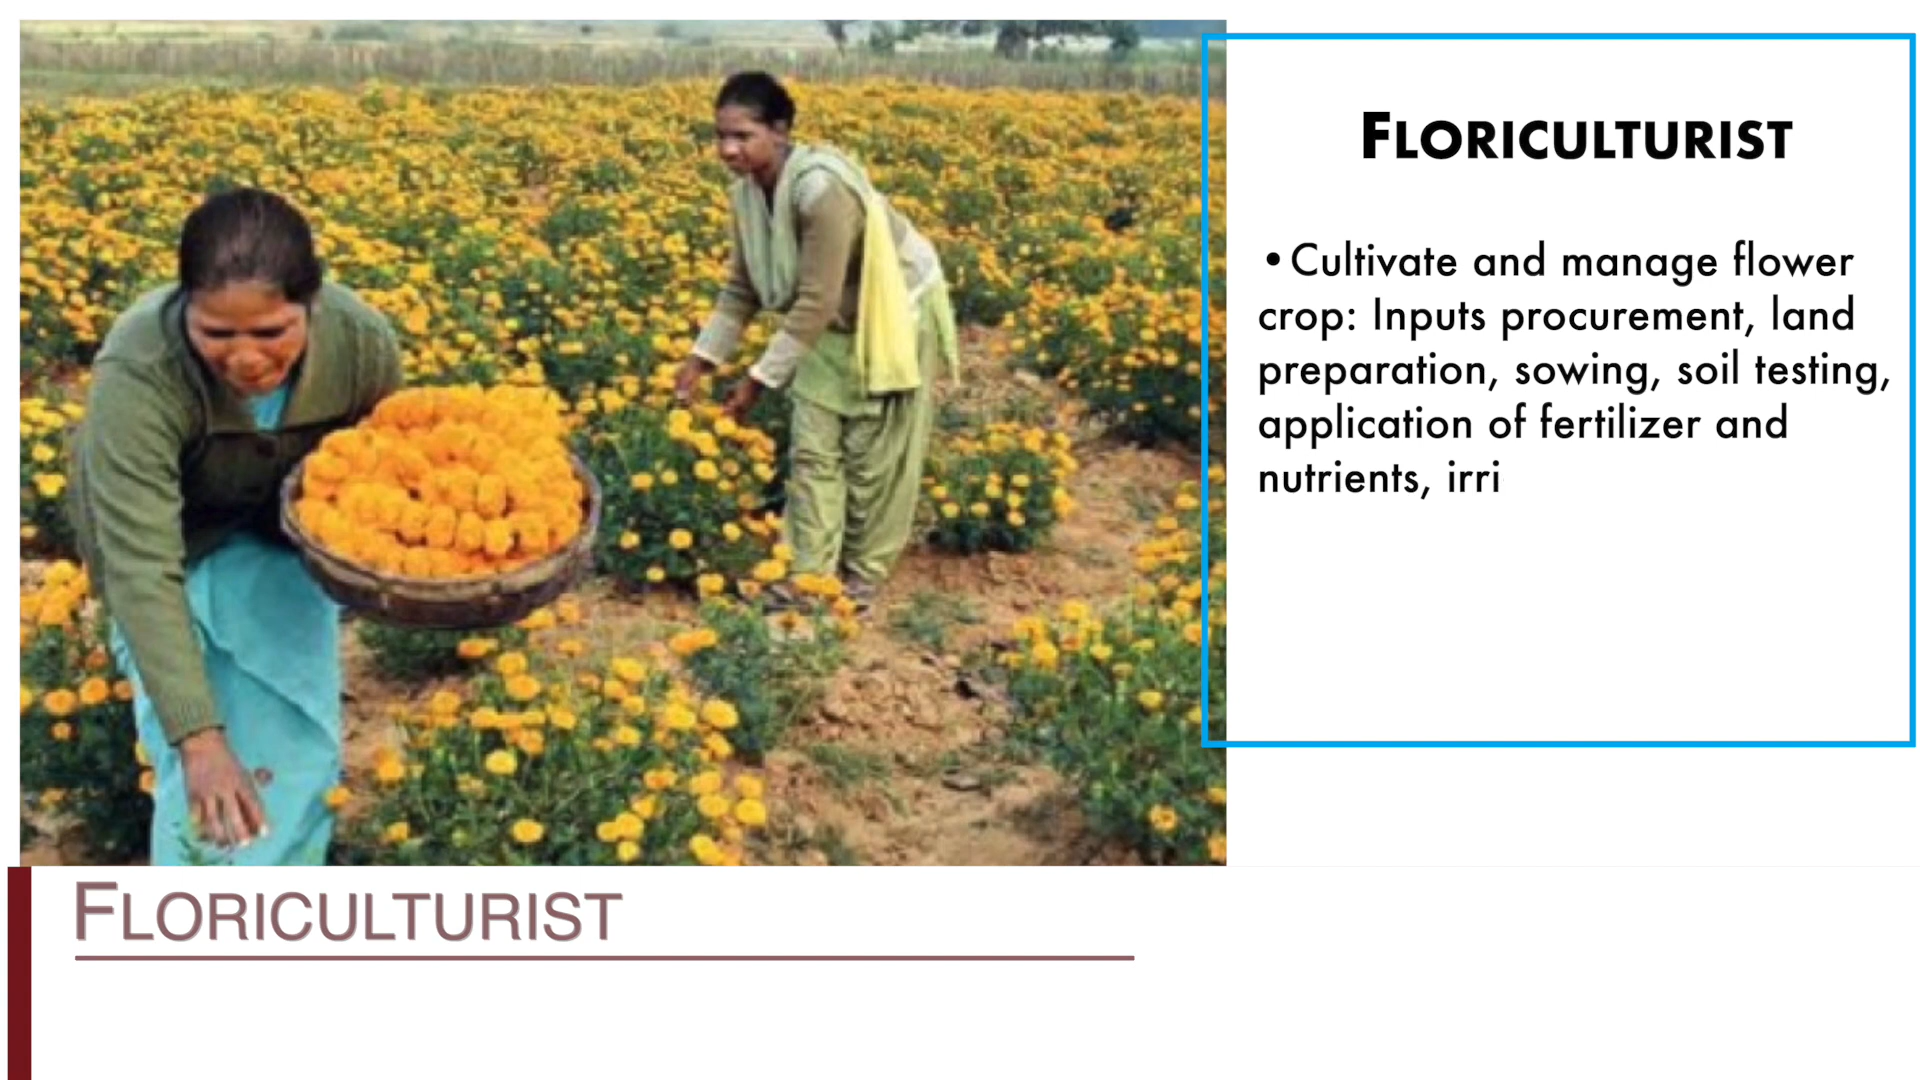 FLORICULTURIST
•Cultivate and manage flower
crop: Inputs procurement, land
preparation, sowing, soil testing,
application of fertilizer and
nutrients, irri
FLORICULTURIST